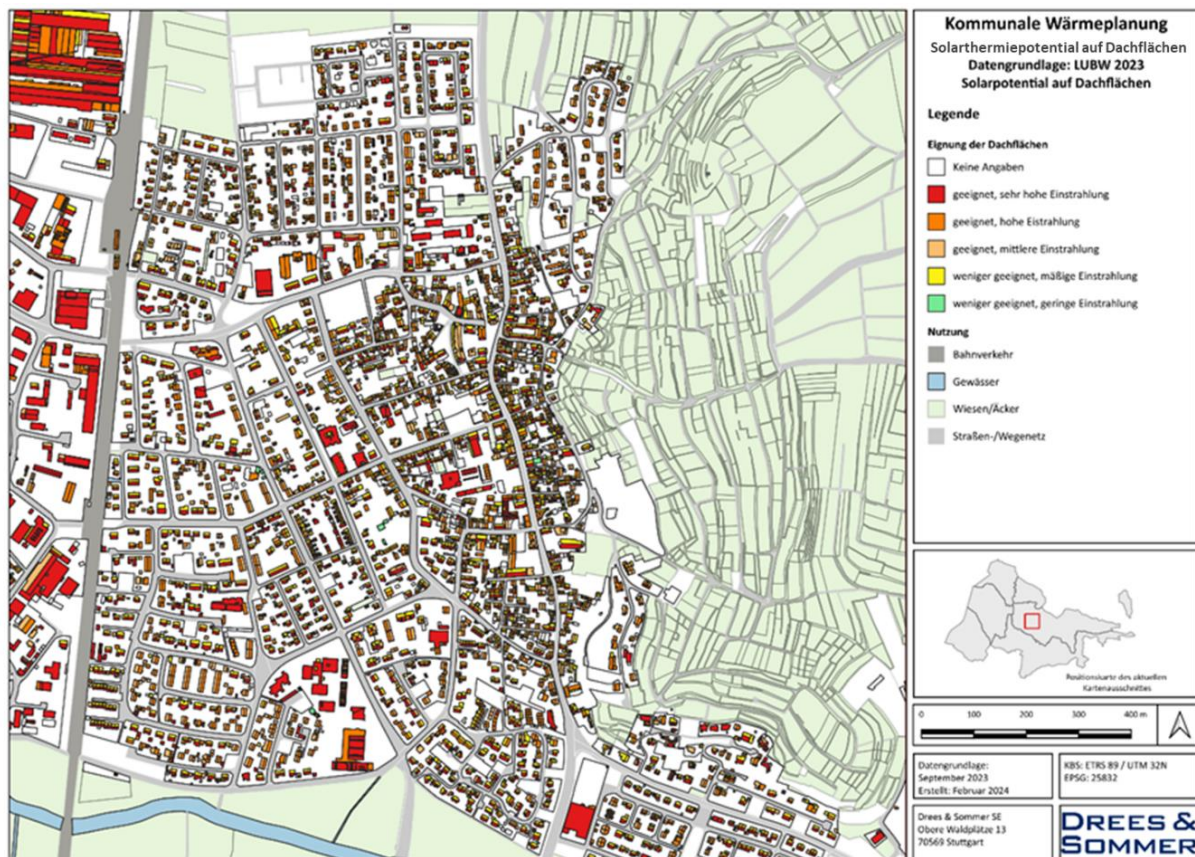 Kommunale Wärmeplanung
Solarthermiepotential auf Dachflächen
Datengrundlage: LUBW 2023
Solarpotential auf Dachflächen
Legende
Eignung der Dachflächen
Keine Angaben
geeignet, sehr hohe Einstrahlung
geeignet, hohe Eistrahlung
geeignet, mittlere Einstrahlung
weniger geeignet, mäßige Einstrahlung
weniger geeignet, geringe Einstrahlung
Nutzung
Bahnverkehr
Gewässer
Wiesen/Äcker
Straßen-/Wegenetz
Positionskarte des aktuellen
Kartenausschnittes
0 100 200 300 400 m
Datengrundlage:
September 2023
Erstellt: Februar 2024
KBS: ETRS 89 / UTM 32N
EPSG: 25832
Drees & Sommer SE
Obere Waldplätze 13
70569 Stuttgart
DREES &
SOMMER